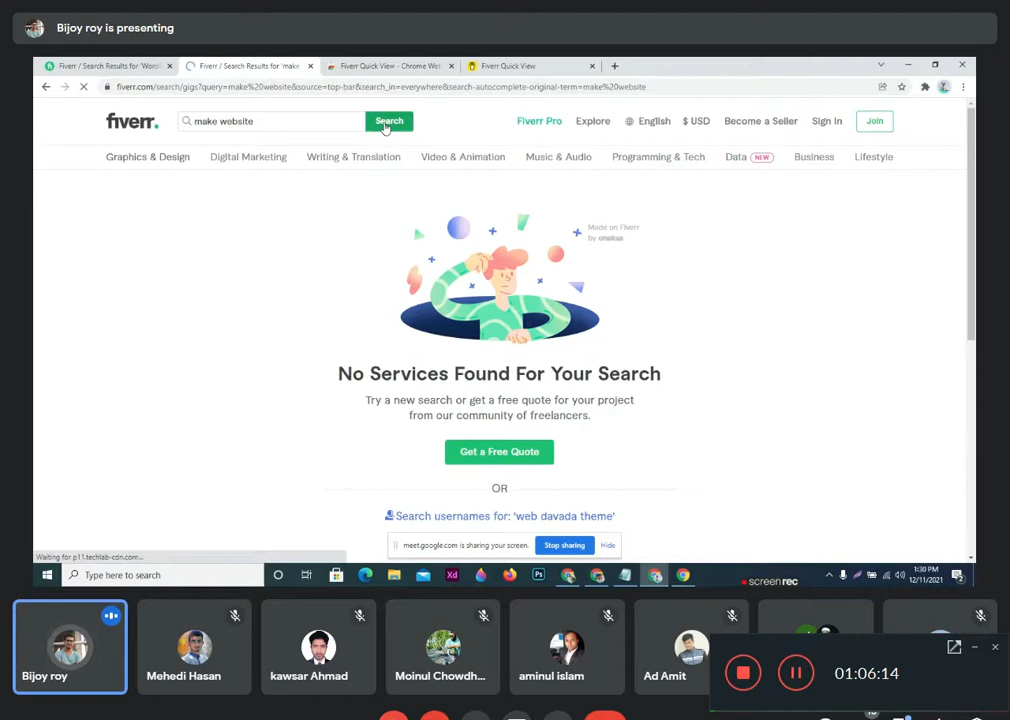 Bijoy roy is presenting
Fiverr / Search Results for 'Word
Fiverr / Search Results for 'make
Fiverr Quick View - Chrome Web
Fiverr Quick View
fiverr.com/search/gigs?query=make%20website&source=top-bar&search_in=everywhere&search-autocomplete-original-term=make%20website
fiverr.
make website
Search
Fiverr Pro
Explore
English
$ USD
Become a Seller
Sign In
Join
Graphics & Design
Digital Marketing
Writing & Translation
Video & Animation
Music & Audio
Programming & Tech
Data NEW
Business
Lifestyle
Made on Fiverr
by onekaa
No Services Found For Your Search
Try a new search or get a free quote for your project
from our community of freelancers.
Get a Free Quote
OR
Search usernames for: 'web davada theme'
meet.google.com is sharing your screen.
Stop sharing
Hide
Waiting for p11.techlab-cdn.com...
Type here to search
Xd
Ps
screenrec
1:30 PM
12/11/2021
2
Bijoy roy
Mehedi Hasan
kawsar Ahmad
Moinul Chowdh...
aminul islam
Ad Amit
01:06:14